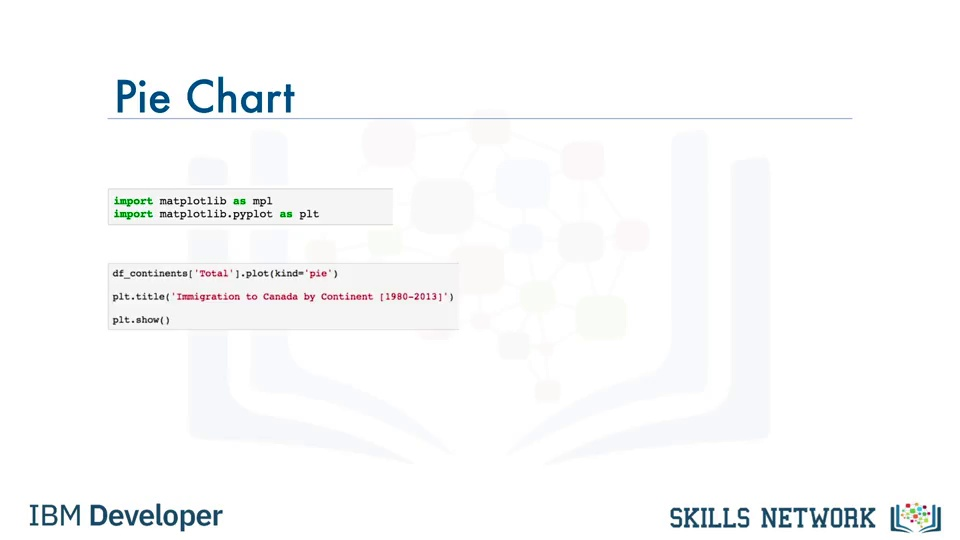 Pie Chart
import matplotlib as mpl
import matplotlib.pyplot as plt
df_continents['Total'].plot(kind='pie')
plt.title('Immigration to Canada by Continent [1980-2013]')
plt.show()
IBM Developer
SKILLS NETWORK